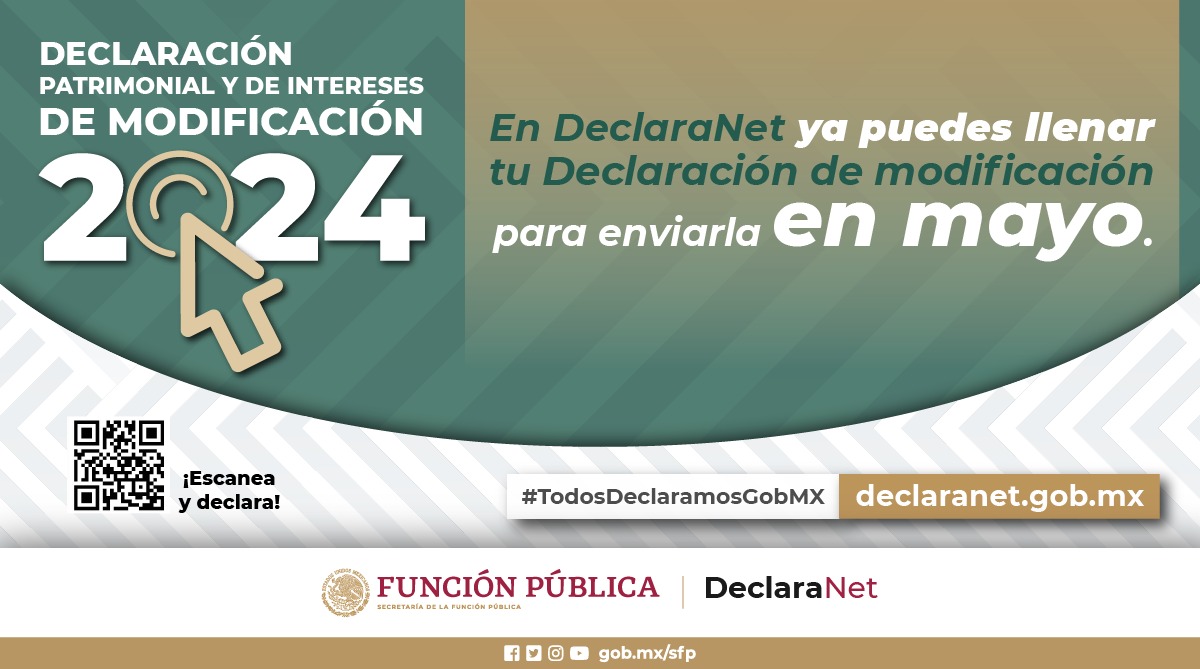 DECLARACIÓN
PATRIMONIAL Y DE INTERESES
DE MODIFICACIÓN
2024
En DeclaraNet ya puedes llenar
tu Declaración de modificación
para enviarla en mayo.
¡Escanea
y declara!
#TodosDeclaramosGobMX
declaranet.gob.mx
FUNCIÓN PÚBLICA
SECRETARÍA DE LA FUNCIÓN PÚBLICA
DeclaraNet
gob.mx/sfp